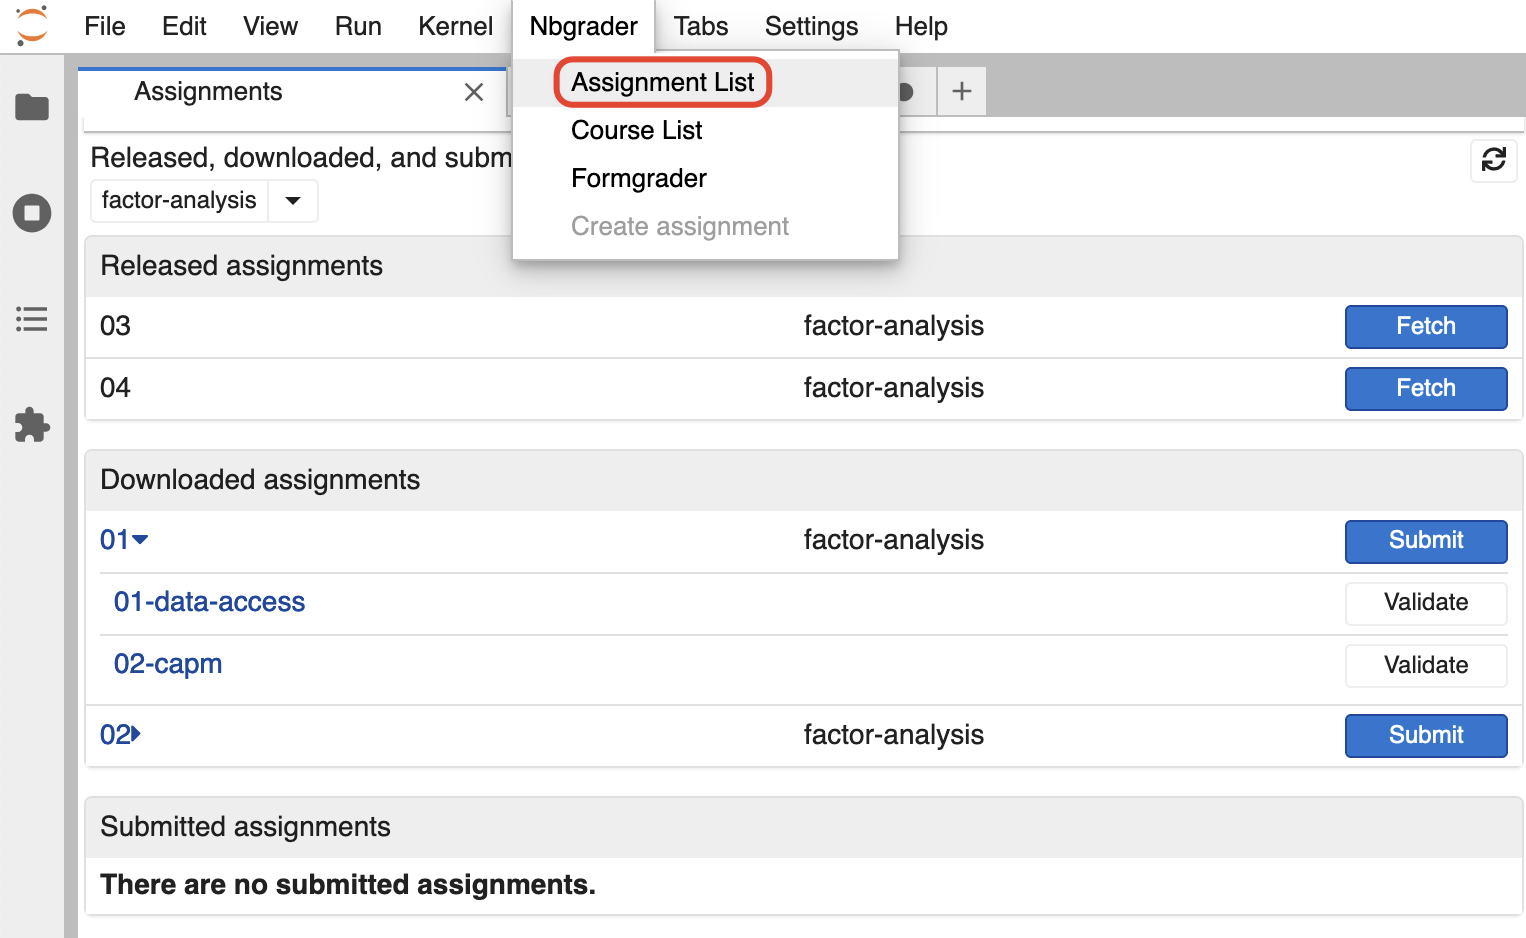 File Edit View Run Kernel Nbgrader Tabs Settings Help
Assignments
Assignment List
Course List
Formgrader
Create assignment
Released, downloaded, and subm
factor-analysis
Released assignments
03 factor-analysis Fetch
04 factor-analysis Fetch
Downloaded assignments
01 factor-analysis Submit
01-data-access Validate
02-capm Validate
02 factor-analysis Submit
Submitted assignments
There are no submitted assignments.